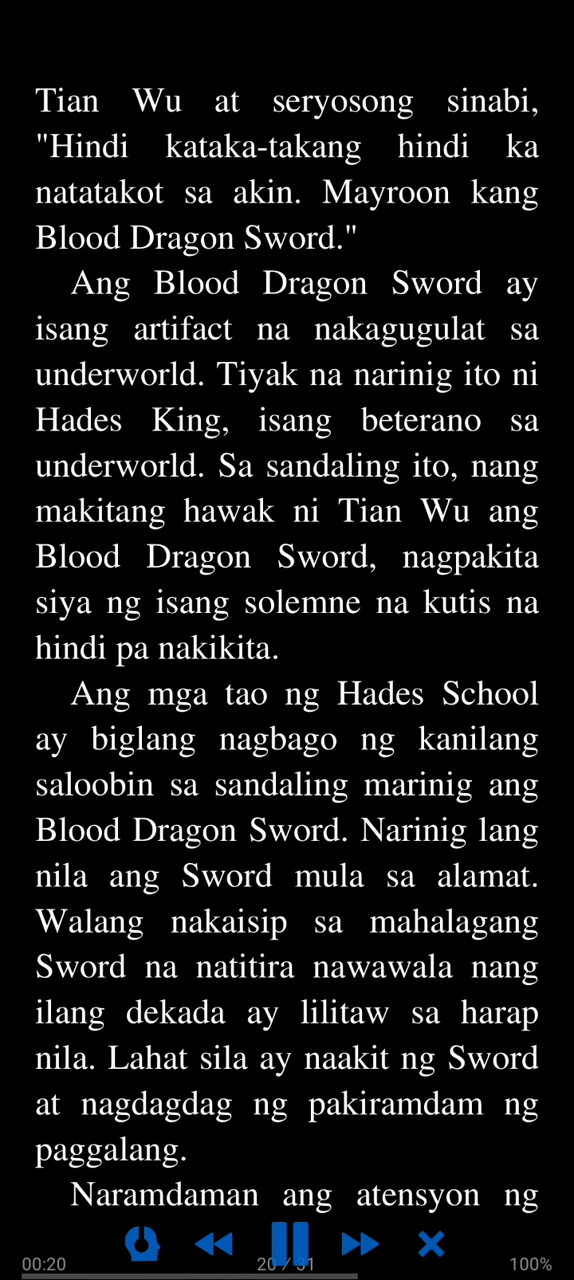 Tian Wu at seryosong sinabi,
"Hindi kataka-takang hindi ka
natatakot sa akin. Mayroon kang
Blood Dragon Sword."
Ang Blood Dragon Sword ay
isang artifact na nakagugulat sa
underworld. Tiyak na narinig ito ni
Hades King, isang beterano sa
underworld. Sa sandaling ito, nang
makitang hawak ni Tian Wu ang
Blood Dragon Sword, nagpakita
siya ng isang solemne na kutis na
hindi pa nakikita.
Ang mga tao ng Hades School
ay biglang nagbago ng kanilang
saloobin sa sandaling marinig ang
Blood Dragon Sword. Narinig lang
nila ang Sword mula sa alamat.
Walang nakaisip sa mahalagang
Sword na natitira nawawala nang
ilang dekada ay lilitaw sa harap
nila. Lahat sila ay naakit ng Sword
at nagdagdag ng pakiramdam ng
paggalang.
Naramdaman ang atensyon ng
00:20 20 / 31 100%